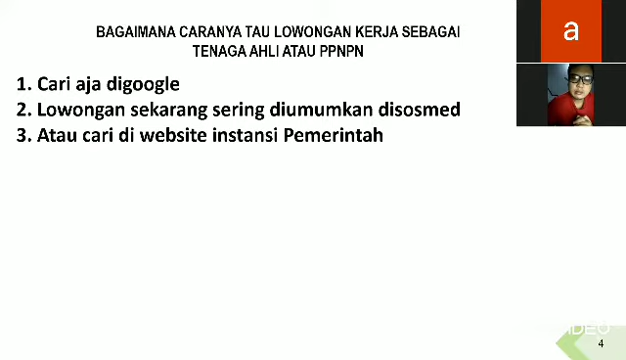 BAGAIMANA CARANYA TAU LOWONGAN KERJA SEBAGAI
TENAGA AHLI ATAU PPNPN
a
1. Cari aja digoogle
2. Lowongan sekarang sering diumumkan disosmed
3. Atau cari di website instansi Pemerintah
4